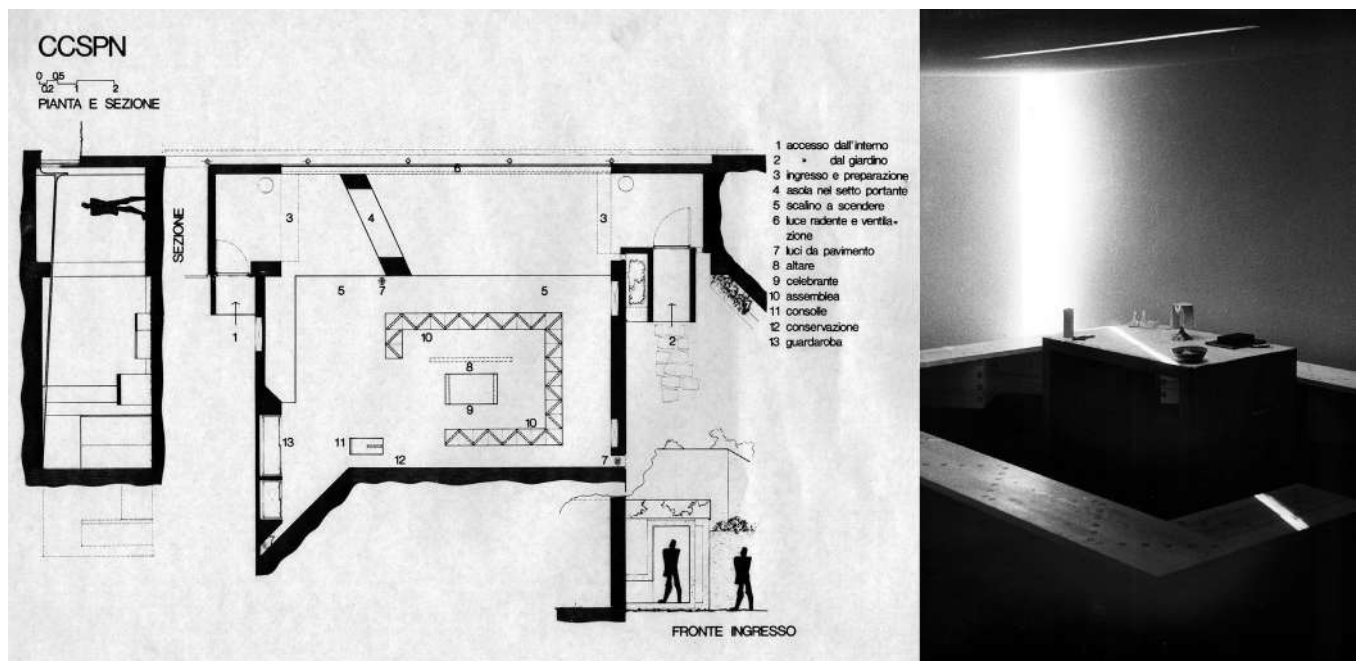 CCSPN
0 05
02 1 2
PIANTA E SEZIONE
SEZIONE
1 accesso dall'interno
2 " dal giardino
3 ingresso e preparazione
4 asola nel setto portante
5 scalino a scendere
6 luce radente e ventila-
zione
7 luci da pavimento
8 altare
9 celebrante
10 assemblea
11 consolle
12 conservazione
13 guardaroba
6
3
4
3
5
7
5
1
10
2
8
9
10
13
11
12
7
7
FRONTE INGRESSO